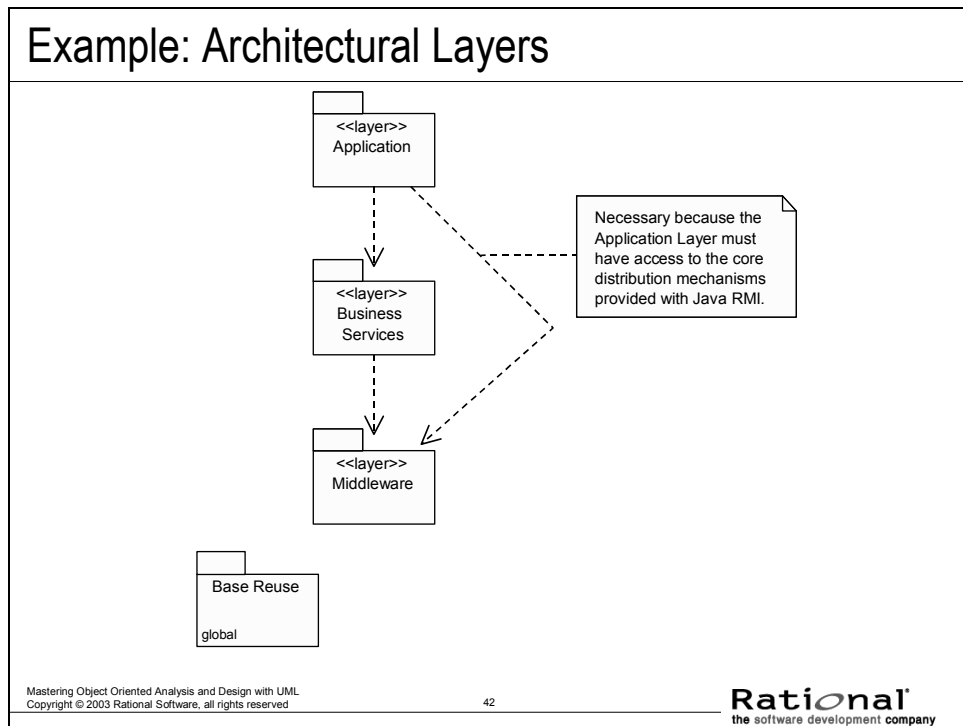 Example: Architectural Layers
<<layer>>
Application
Necessary because the
Application Layer must
have access to the core
distribution mechanisms
provided with Java RMI.
<<layer>>
Business
Services
<<layer>>
Middleware
Base Reuse
global
Mastering Object Oriented Analysis and Design with UML
Copyright © 2003 Rational Software, all rights reserved
42
Rational
the software development company